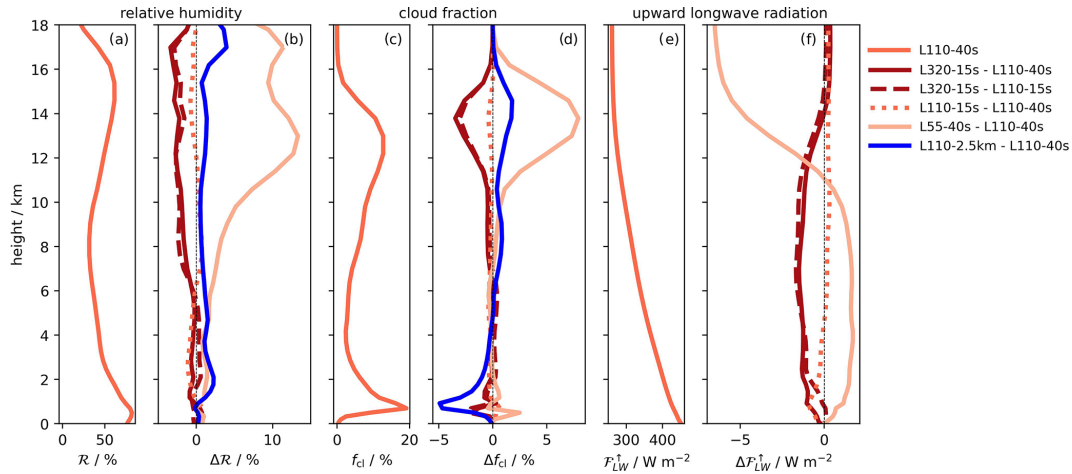 relative humidity
cloud fraction
upward longwave radiation
(a)
(b)
(c)
(d)
(e)
(f)
height / km
18
16
14
12
10
8
6
4
2
0
0 50
ℛ / %
0 10
Δℛ / %
0 10 20
f_cl / %
−5 0 5
Δf_cl / %
300 400
ℱ↑_LW / W m⁻²
−5 0
Δℱ↑_LW / W m⁻²
L110-40s
L320-15s - L110-40s
L320-15s - L110-15s
L110-15s - L110-40s
L55-40s - L110-40s
L110-2.5km - L110-40s